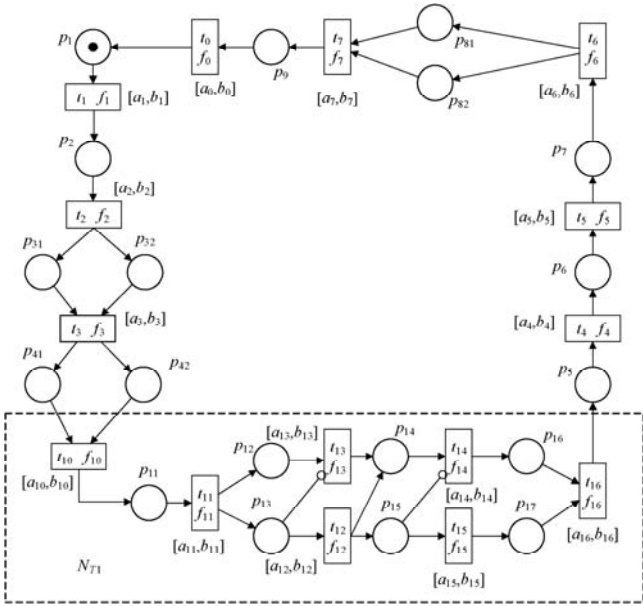 p1
t0
f0
p9
t7
f7
p81
p82
t6
f6
[a0,b0]
[a7,b7]
[a6,b6]
t1 f1
[a1,b1]
p2
[a2,b2]
t2 f2
p7
p31
p32
t5 f5
[a5,b5]
t3 f3
[a3,b3]
p6
p41
p42
t4 f4
[a4,b4]
p5
t10 f10
[a10,b10]
p11
t11
f11
[a11,b11]
p12
[a13,b13]
t13
f13
p14
t14
f14
[a14,b14]
p16
p13
t12
f12
[a12,b12]
p15
t15
f15
[a15,b15]
p17
t16
f16
[a16,b16]
NT1